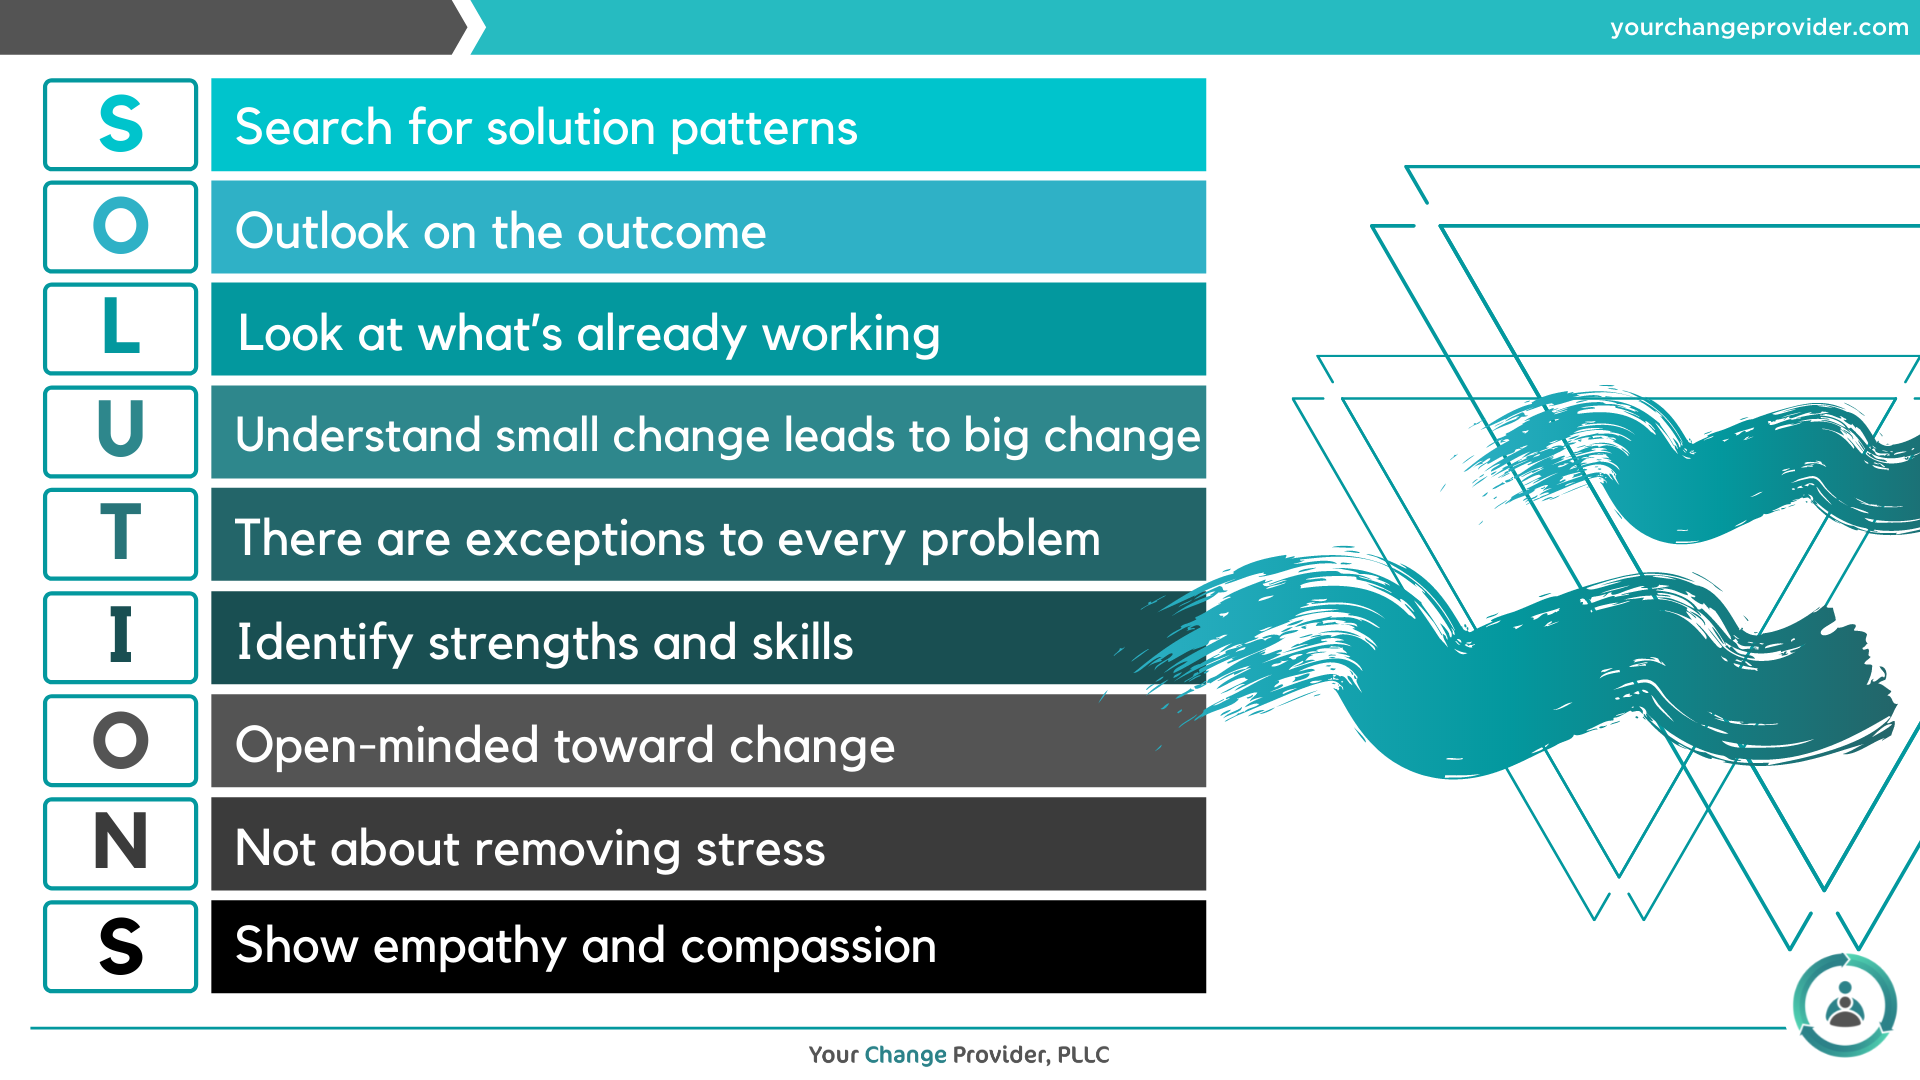 yourchangeprovider.com
S Search for solution patterns
O Outlook on the outcome
L Look at what's already working
U Understand small change leads to big change
T There are exceptions to every problem
I Identify strengths and skills
O Open-minded toward change
N Not about removing stress
S Show empathy and compassion
Your Change Provider, PLLC